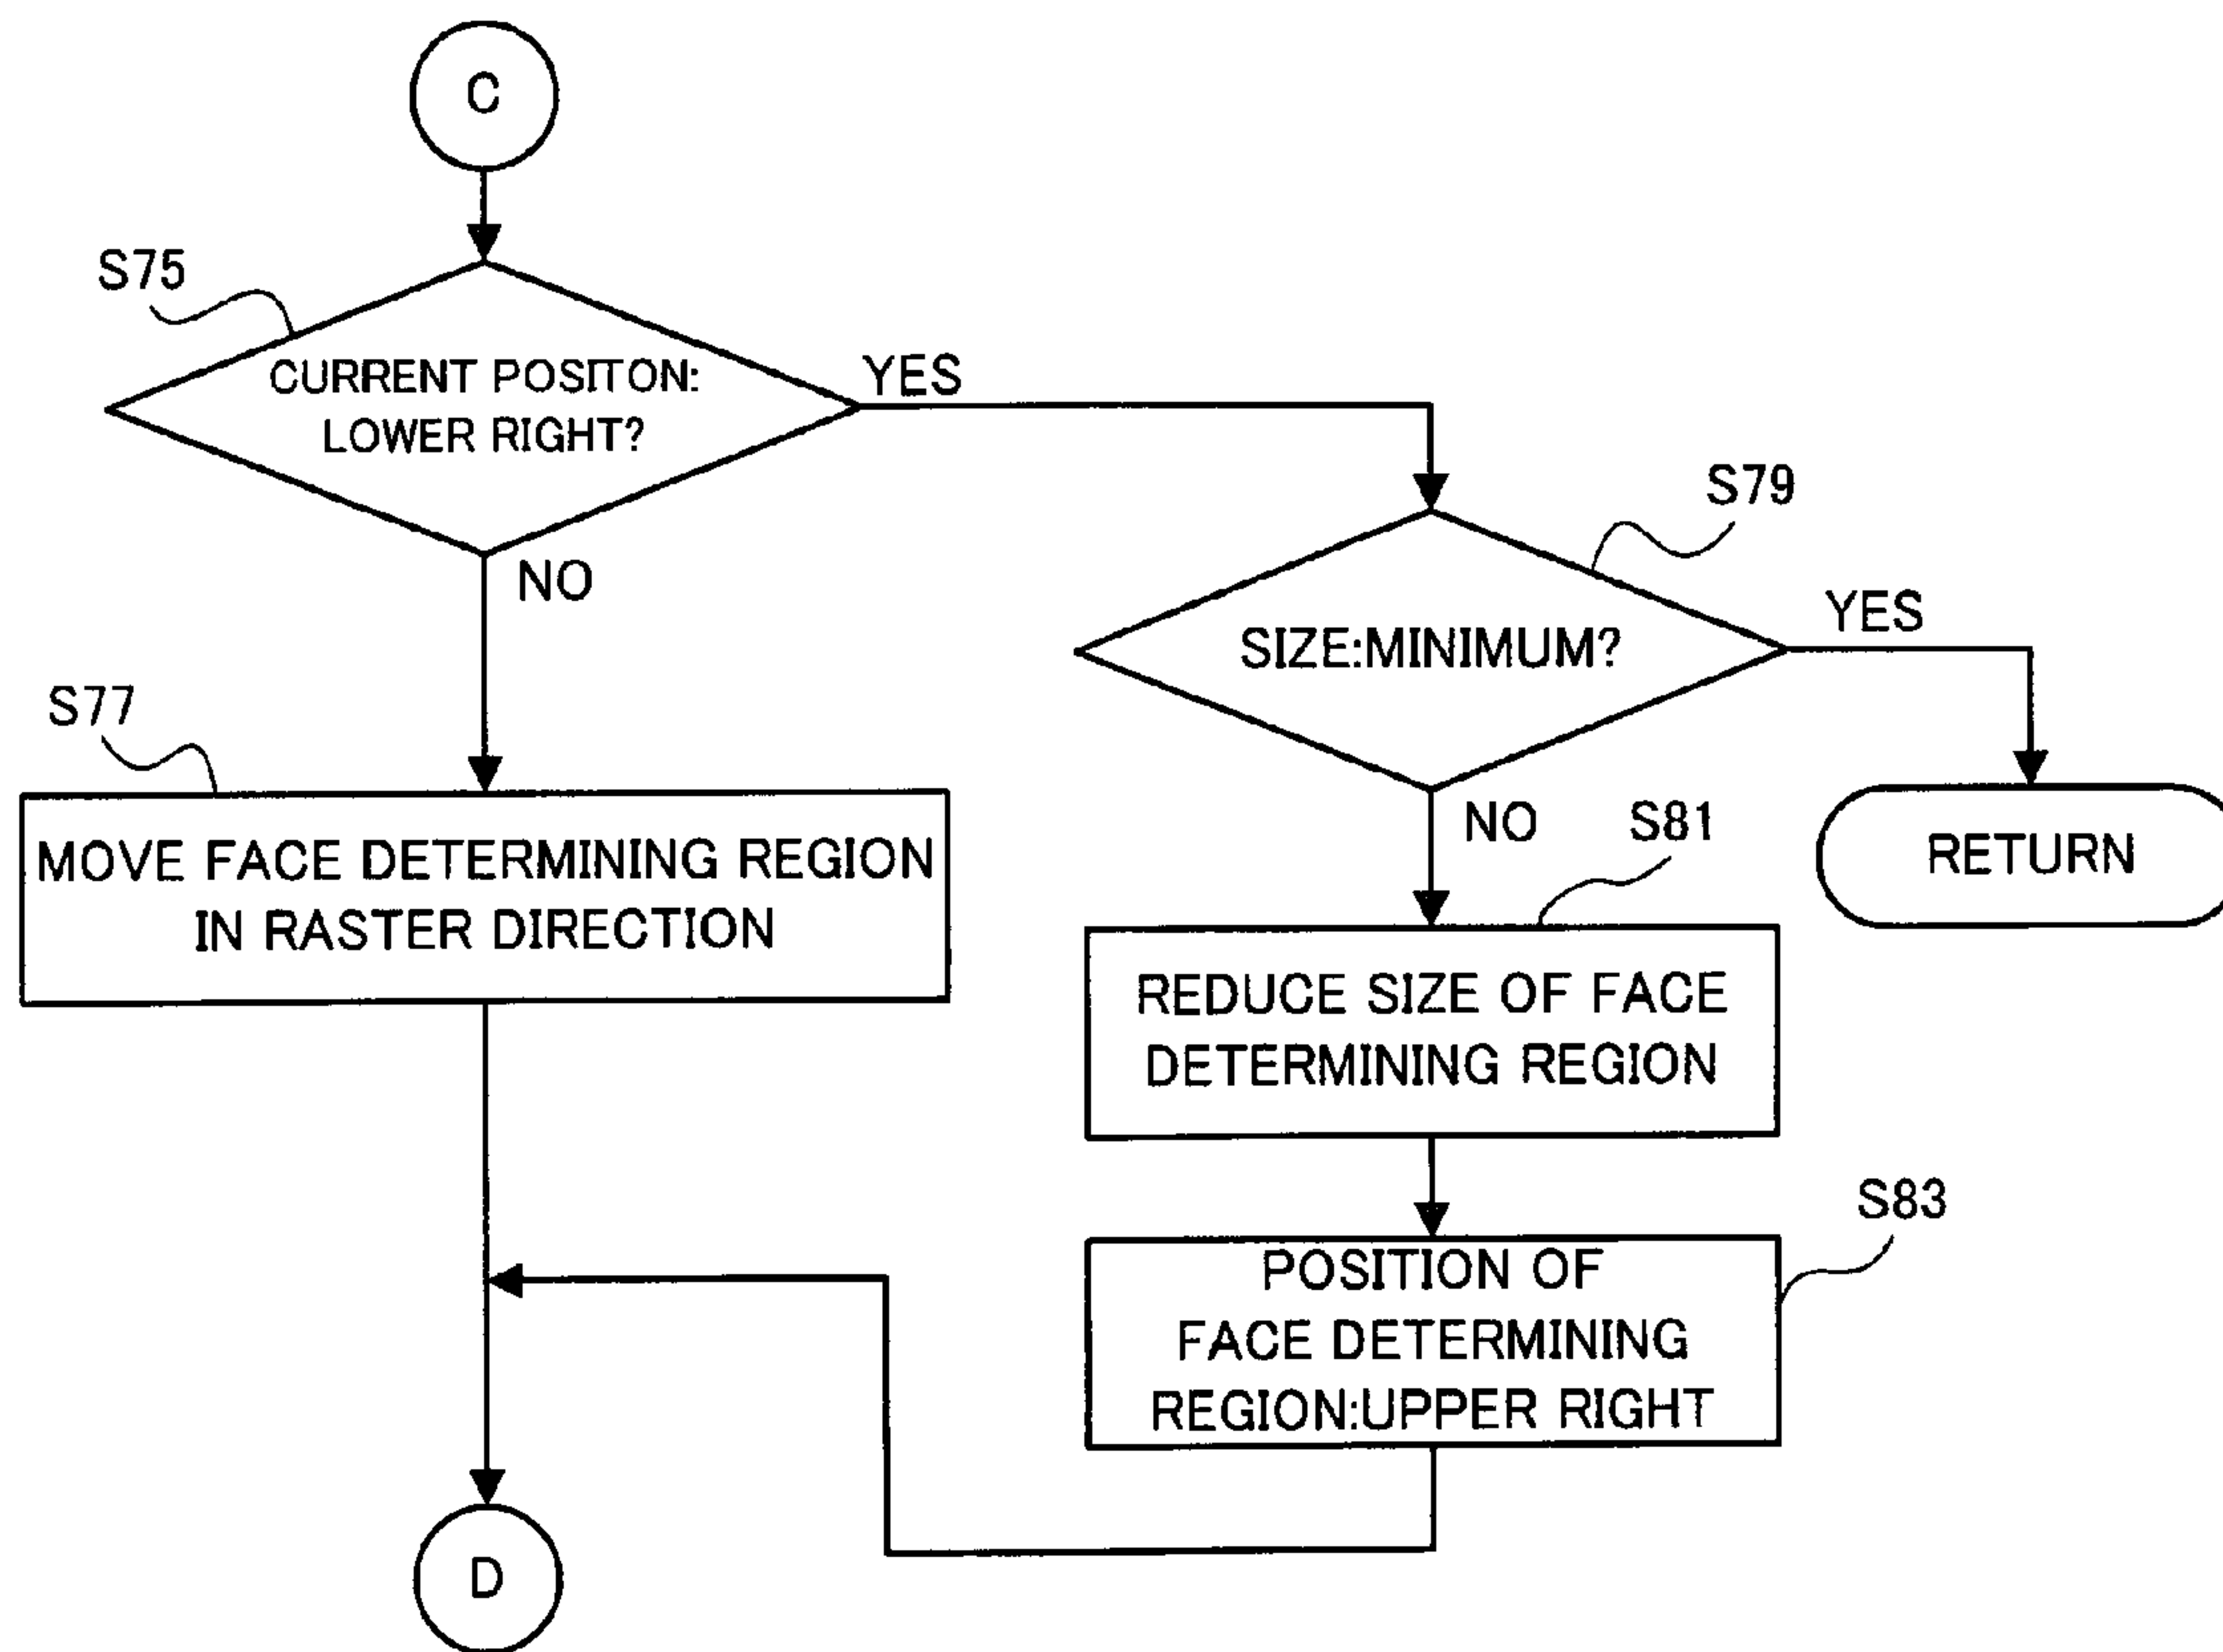 C
S75
CURRENT POSITON:
LOWER RIGHT?
YES
NO
S79
SIZE:MINIMUM?
YES
NO
S77
MOVE FACE DETERMINING REGION
IN RASTER DIRECTION
S81
RETURN
REDUCE SIZE OF FACE
DETERMINING REGION
S83
POSITION OF
FACE DETERMINING
REGION:UPPER RIGHT
D